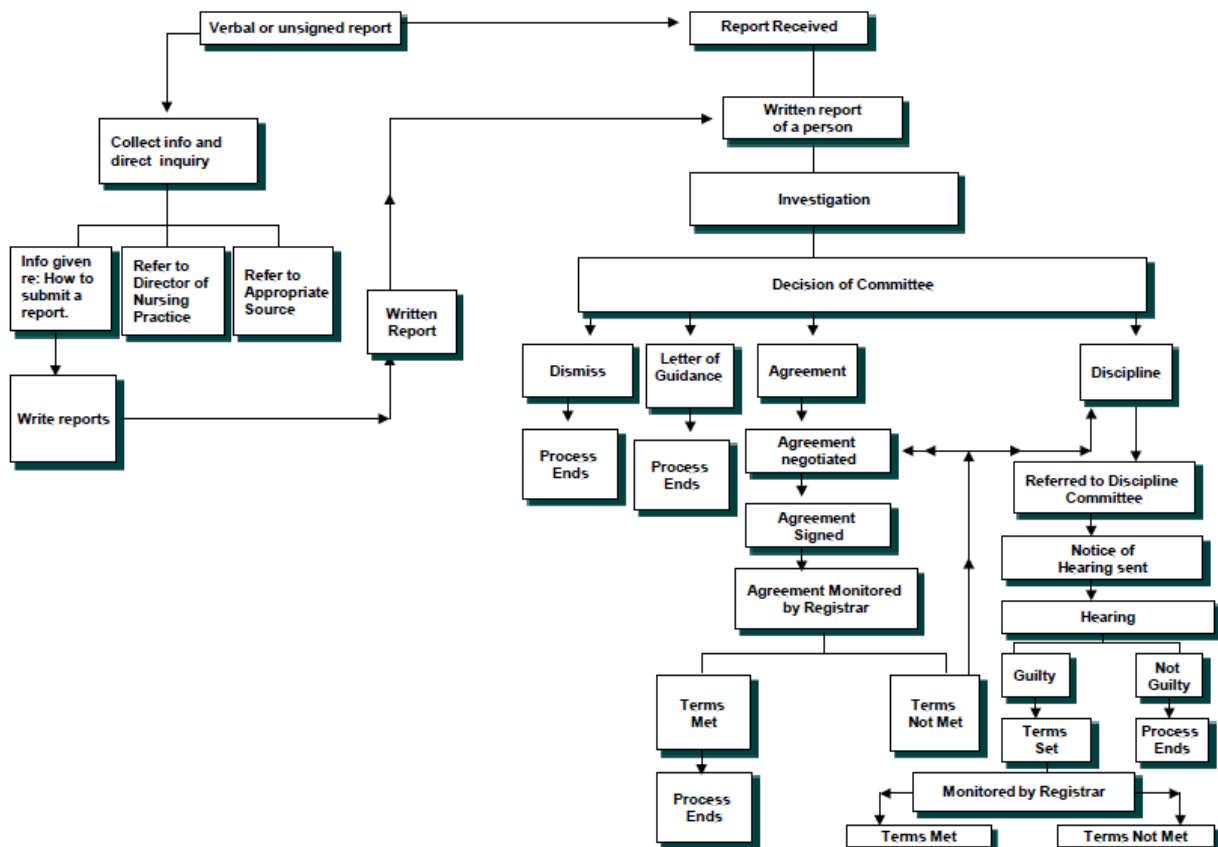 Verbal or unsigned report
Report Received
Written report
of a person
Collect info and
direct inquiry
Investigation
Info given
re: How to
submit a
report.
Refer to
Director of
Nursing
Practice
Refer to
Appropriate
Source
Written
Report
Decision of Committee
Dismiss
Letter of
Guidance
Agreement
Discipline
Write reports
Process
Ends
Process
Ends
Agreement
negotiated
Referred to Discipline
Committee
Agreement
Signed
Notice of
Hearing sent
Agreement Monitored
by Registrar
Hearing
Guilty
Not
Guilty
Terms
Met
Terms
Not Met
Terms
Set
Process
Ends
Process
Ends
Monitored by Registrar
Terms Met
Terms Not Met